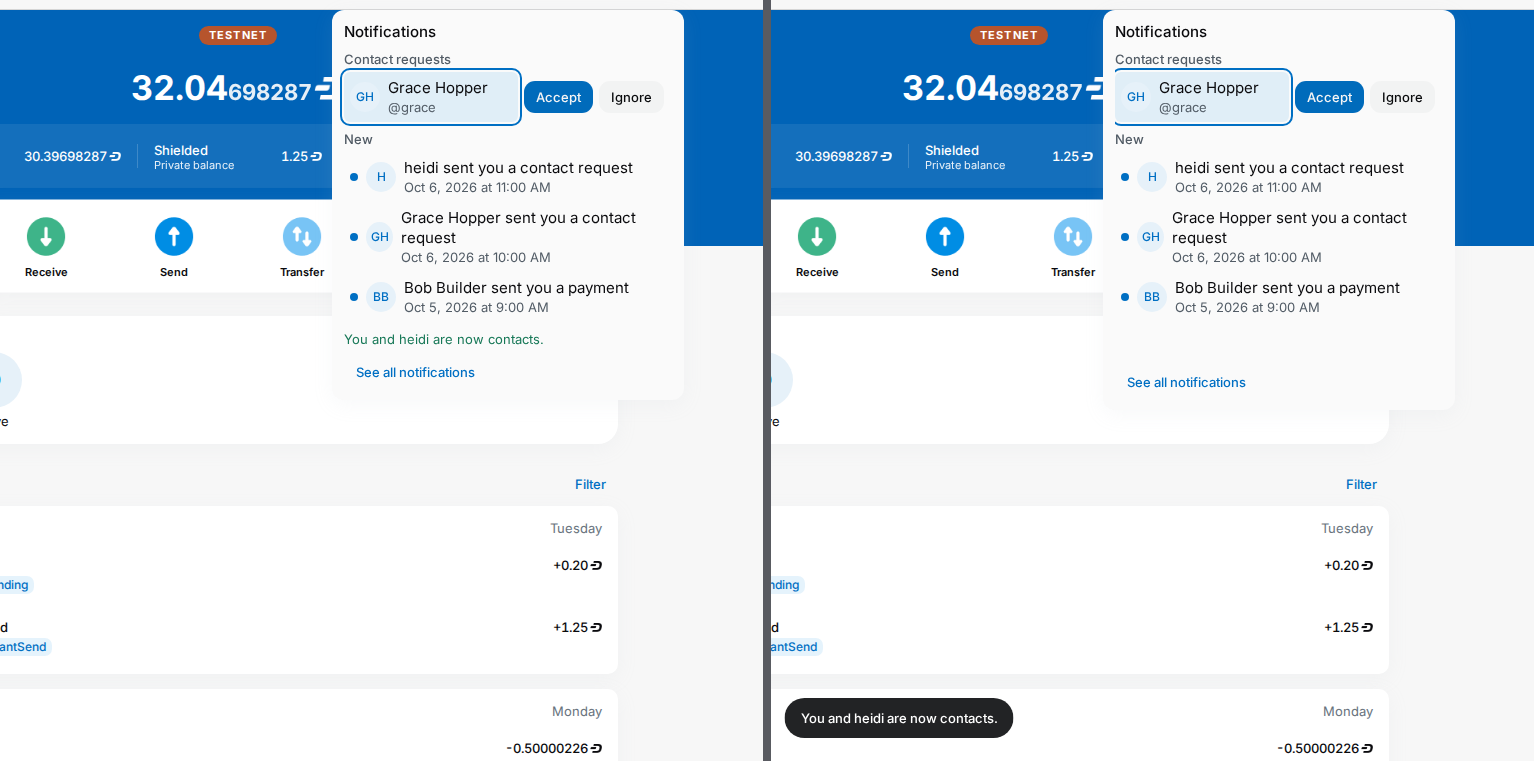 TESTNET
32.04698287
30.39698287
Shielded
Private balance
1.25
Receive
Send
Transfer
Notifications
Contact requests
GH
Grace Hopper
@grace
Accept
Ignore
New
H
heidi sent you a contact request
Oct 6, 2026 at 11:00 AM
GH
Grace Hopper sent you a contact
request
Oct 6, 2026 at 10:00 AM
BB
Bob Builder sent you a payment
Oct 5, 2026 at 9:00 AM
You and heidi are now contacts.
See all notifications
Filter
Tuesday
+0.20
+1.25
Monday
-0.50000226
TESTNET
32.04698287
30.39698287
Shielded
Private balance
1.25
Receive
Send
Transfer
Notifications
Contact requests
GH
Grace Hopper
@grace
Accept
Ignore
New
H
heidi sent you a contact request
Oct 6, 2026 at 11:00 AM
GH
Grace Hopper sent you a contact
request
Oct 6, 2026 at 10:00 AM
BB
Bob Builder sent you a payment
Oct 5, 2026 at 9:00 AM
See all notifications
Filter
Tuesday
+0.20
+1.25
Monday
-0.50000226
You and heidi are now contacts.